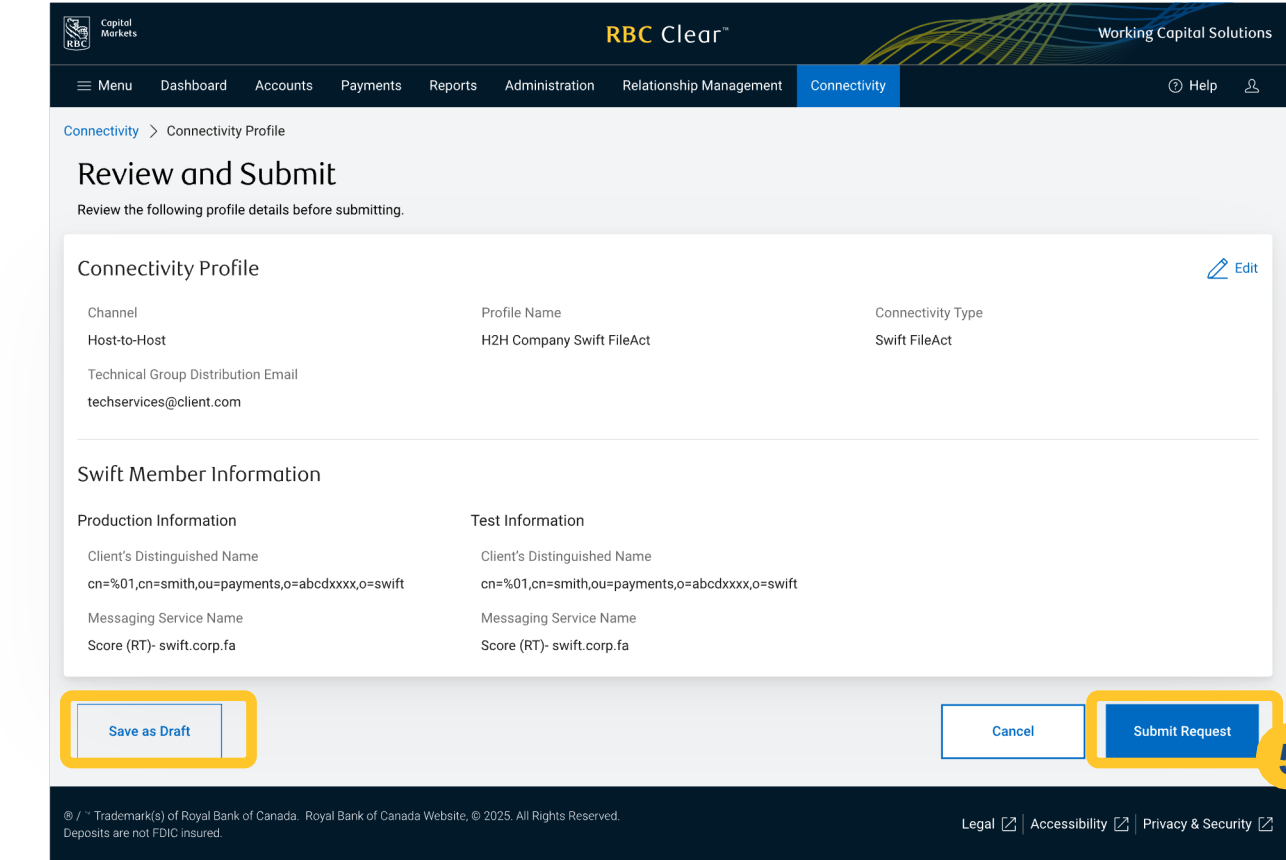 Capital
Markets
RBC
RBC Clear™
Working Capital Solutions
Menu Dashboard Accounts Payments Reports Administration Relationship Management Connectivity Help
Connectivity > Connectivity Profile
Review and Submit
Review the following profile details before submitting.
Connectivity Profile Edit
Channel Profile Name Connectivity Type
Host-to-Host H2H Company Swift FileAct Swift FileAct
Technical Group Distribution Email
techservices@client.com
Swift Member Information
Production Information Test Information
Client's Distinguished Name Client's Distinguished Name
cn=%01,cn=smith,ou=payments,o=abcdxxxx,o=swift cn=%01,cn=smith,ou=payments,o=abcdxxxx,o=swift
Messaging Service Name Messaging Service Name
Score (RT)- swift.corp.fa Score (RT)- swift.corp.fa
Save as Draft Cancel Submit Request
5
® / ™ Trademark(s) of Royal Bank of Canada. Royal Bank of Canada Website, © 2025. All Rights Reserved.
Deposits are not FDIC insured.
Legal | Accessibility | Privacy & Security